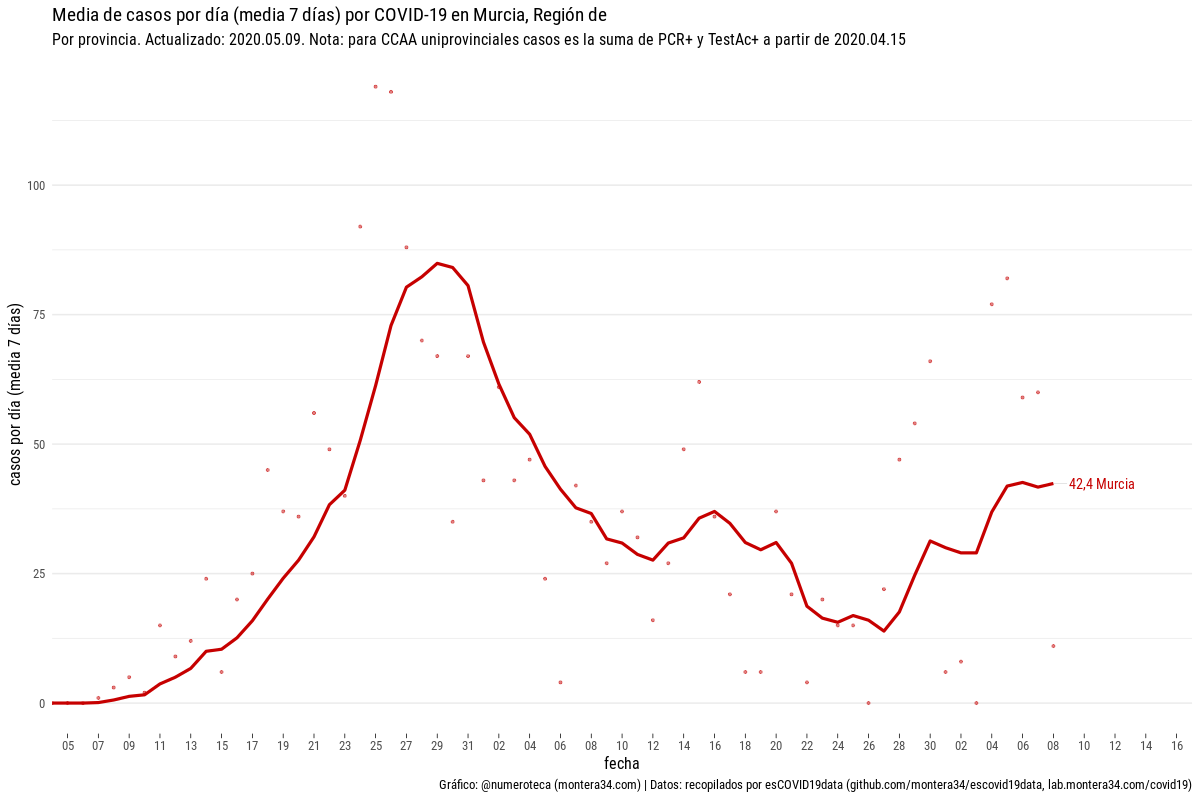 Media de casos por día (media 7 días) por COVID-19 en Murcia, Región de
Por provincia. Actualizado: 2020.05.09. Nota: para CCAA uniprovinciales casos es la suma de PCR+ y TestAc+ a partir de 2020.04.15
casos por día (media 7 días)
100
75
50
25
0
42,4 Murcia
05 07 09 11 13 15 17 19 21 23 25 27 29 31 02 04 06 08 10 12 14 16 18 20 22 24 26 28 30 02 04 06 08 10 12 14 16
fecha
Gráfico: @numeroteca (montera34.com) | Datos: recopilados por esCOVID19data (github.com/montera34/escovid19data, lab.montera34.com/covid19)